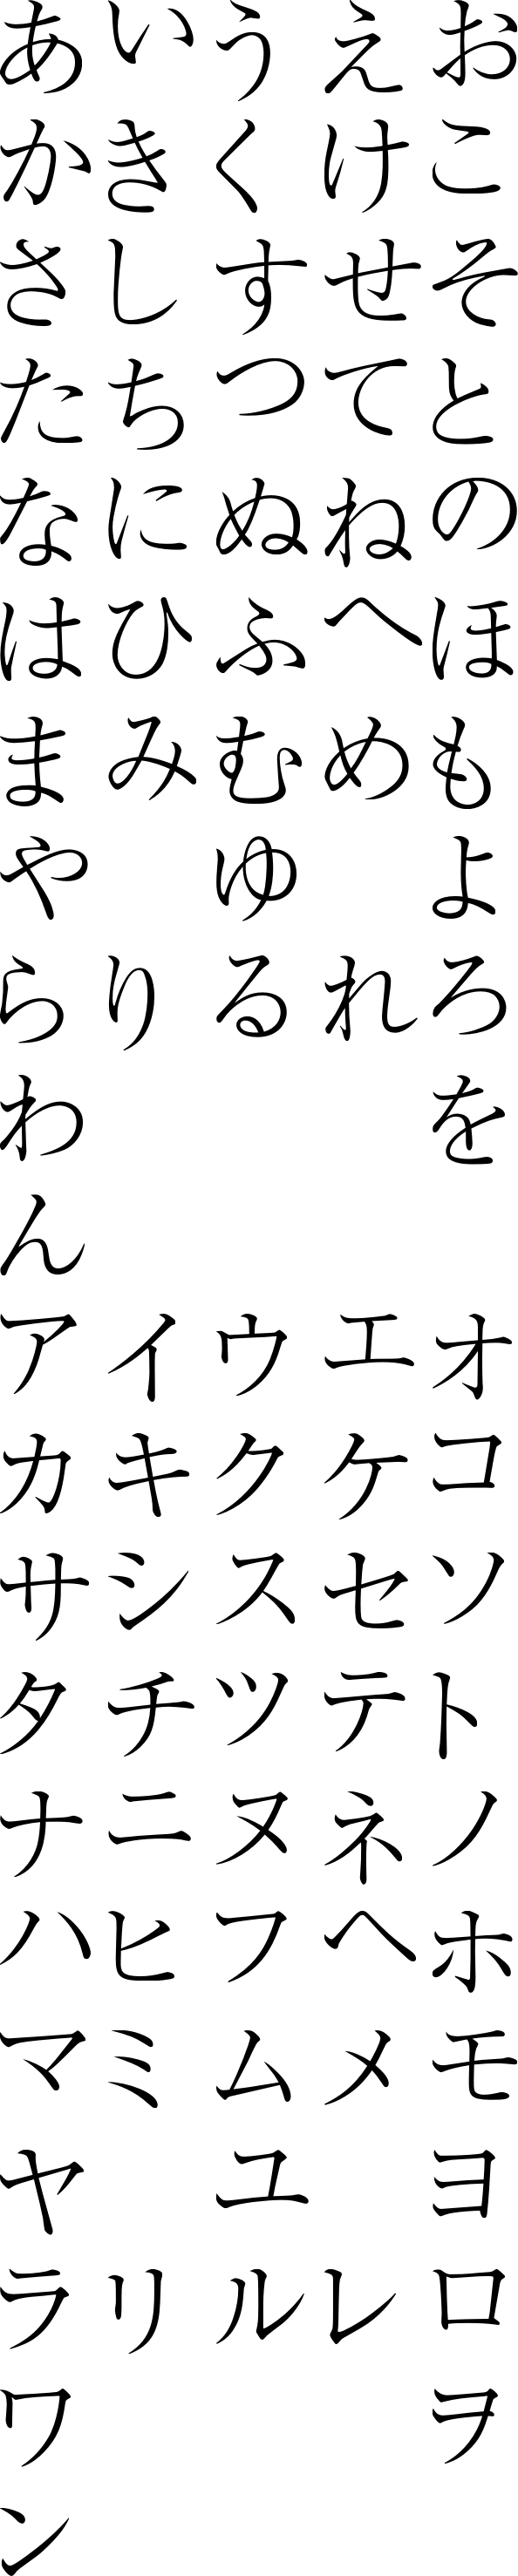 あいうえお
かきくけこ
さしすせそ
たちつてと
なにぬねの
はひふへほ
まみむめも
や ゆ よ
らりるれろ
わ を
ん
アイウエオ
カキクケコ
サシスセソ
タチツテト
ナニヌネノ
ハヒフヘホ
マミムメモ
ヤ ユ ヨ
ラリルレロ
ワ ヲ
ン